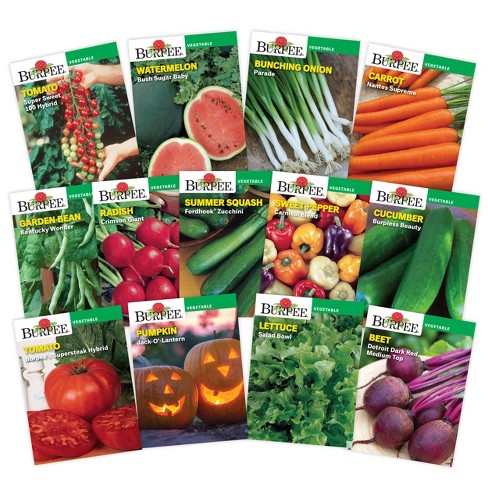 BURPEE VEGETABLE
TOMATO
Super Sweet
100 Hybrid
BURPEE VEGETABLE
WATERMELON
Bush Sugar Baby
BURPEE VEGETABLE
BUNCHING ONION
Parade
BURPEE VEGETABLE
CARROT
Nantes Supreme
BURPEE
GARDEN BEAN
Kentucky Wonder
BURPEE VEGETABLE
RADISH
Crimson Giant
BURPEE VEGETABLE
SUMMER SQUASH
Fordhook® Zucchini
BURPEE VEGETABLE
SWEET PEPPER
Carnival Blend
BURPEE VEGETABLE
CUCUMBER
Burpless Beauty
BURPEE VEGETABLE
TOMATO
Supersteak Hybrid
BURPEE VEGETABLE
PUMPKIN
Jack-O'-Lantern
BURPEE VEGETABLE
LETTUCE
Salad Bowl
BURPEE VEGETABLE
BEET
Detroit Dark Red
Medium Top